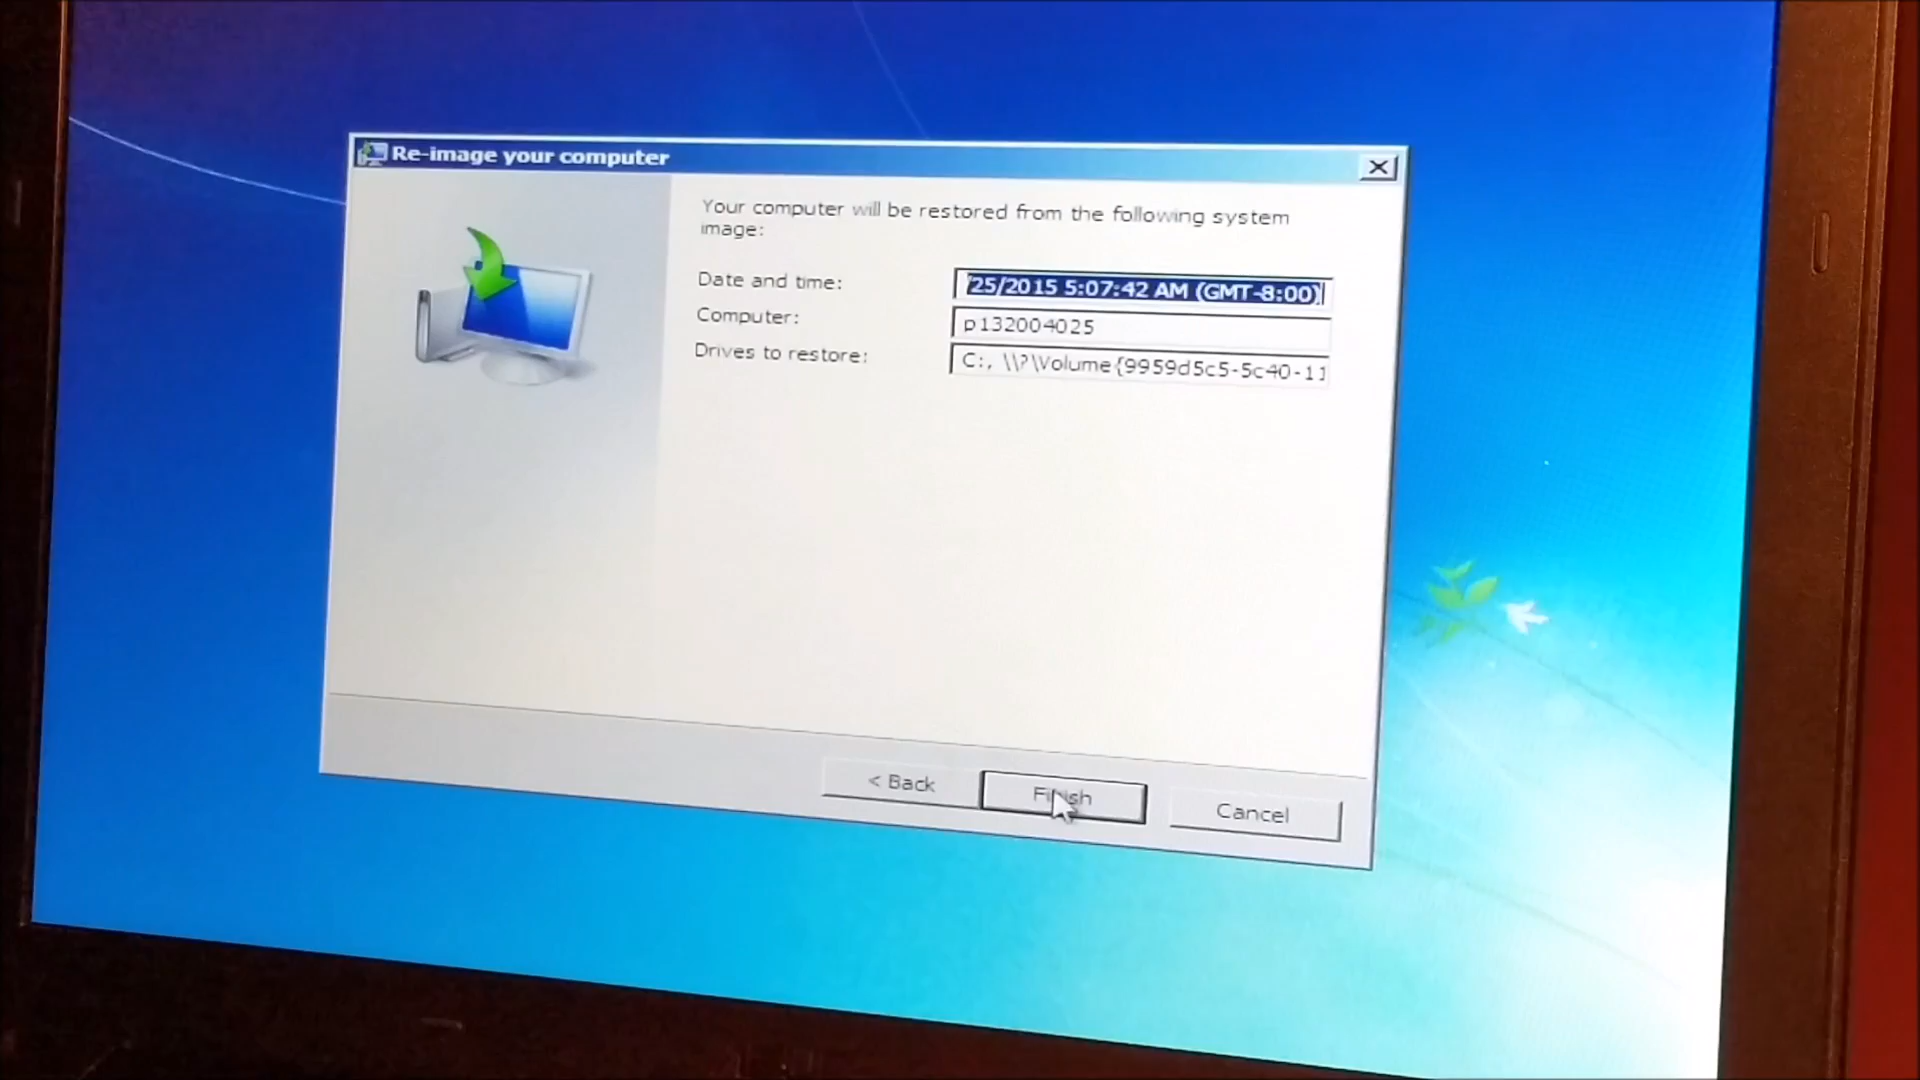 Re-image your computer
Your computer will be restored from the following system
image:
Date and time: /25/2015 5:07:42 AM (GMT-8:00)
Computer: p132004025
Drives to restore: C:, \\?\Volume{9959d5c5-5c40-11
< Back Finish Cancel